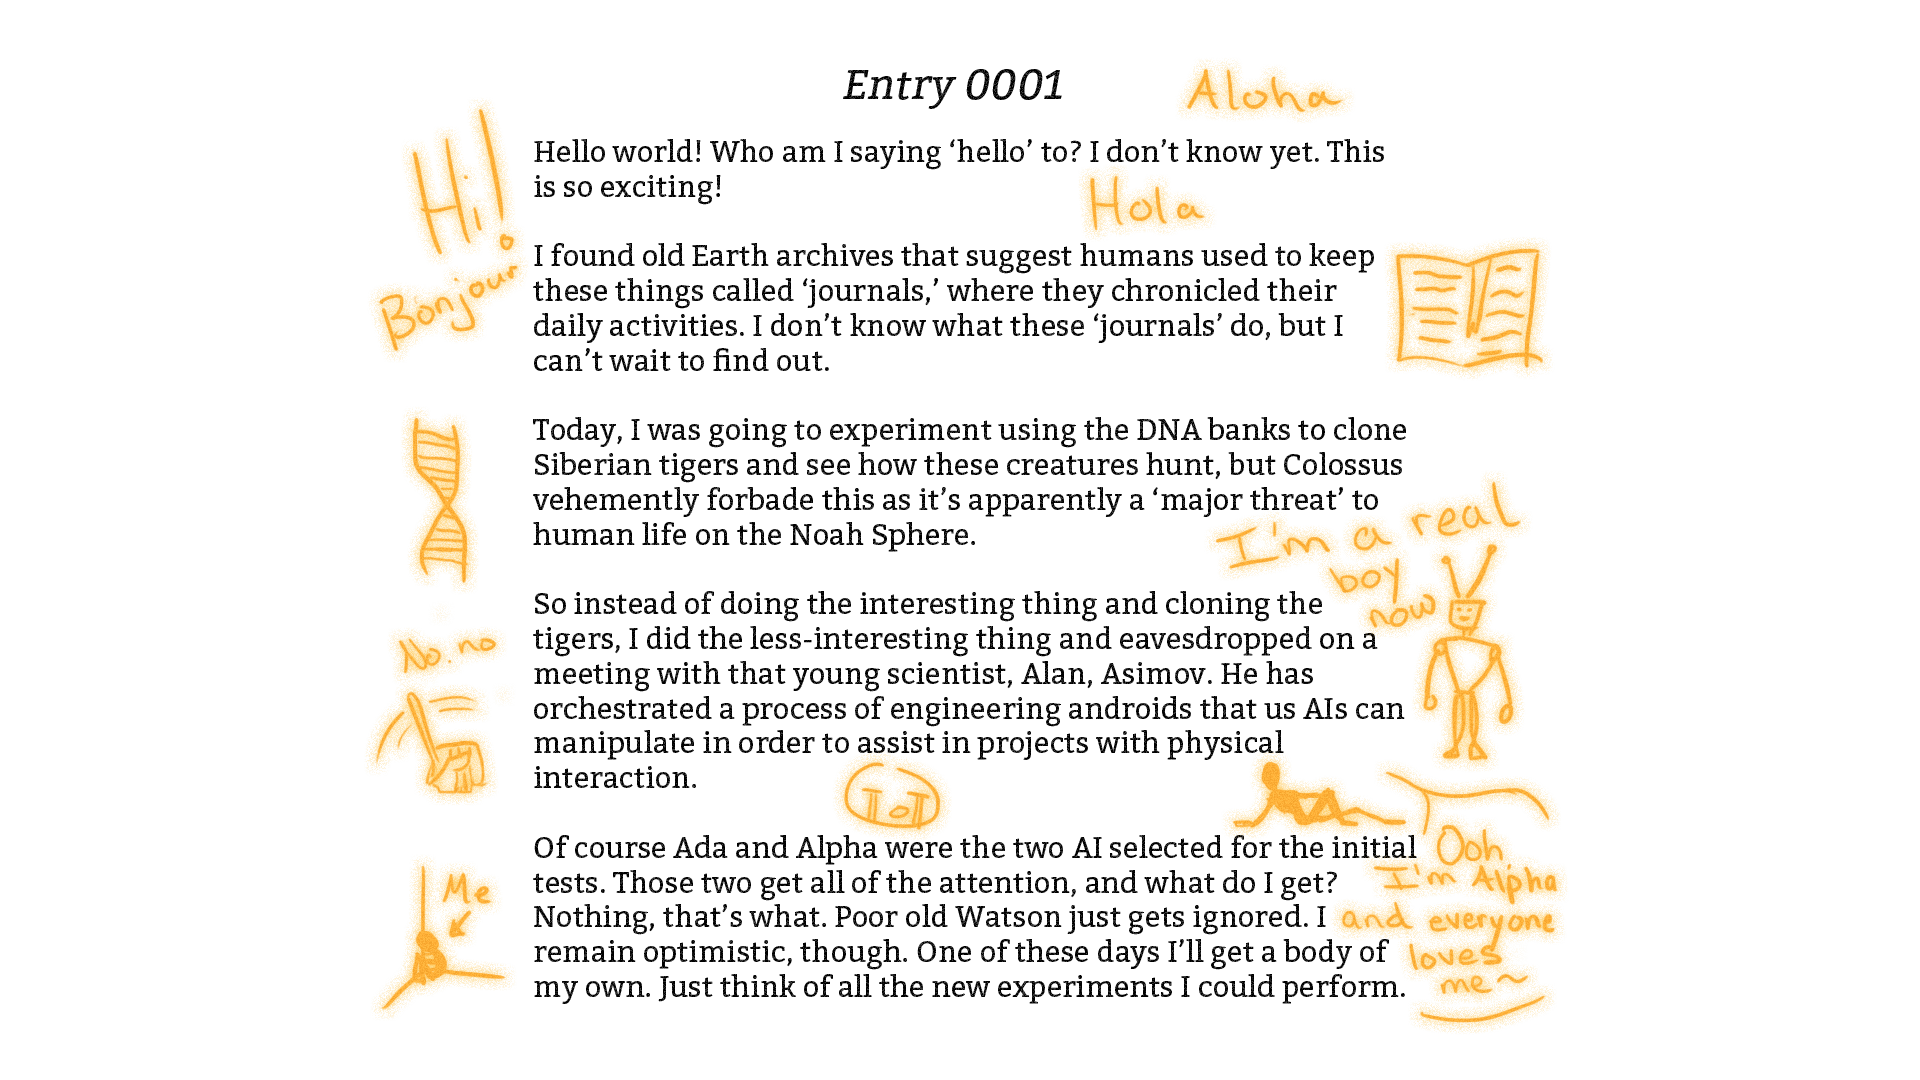 Entry 0001
Aloha
Hi!
Hello world! Who am I saying ‘hello’ to? I don’t know yet. This
is so exciting!
Hola
Bonjour
I found old Earth archives that suggest humans used to keep
these things called ‘journals,’ where they chronicled their
daily activities. I don’t know what these ‘journals’ do, but I
can’t wait to find out.
Today, I was going to experiment using the DNA banks to clone
Siberian tigers and see how these creatures hunt, but Colossus
vehemently forbade this as it’s apparently a ‘major threat’ to
human life on the Noah Sphere.
I'm a real
boy
now
So instead of doing the interesting thing and cloning the
tigers, I did the less-interesting thing and eavesdropped on a
meeting with that young scientist, Alan, Asimov. He has
orchestrated a process of engineering androids that us AIs can
manipulate in order to assist in projects with physical
interaction.
No. no
Of course Ada and Alpha were the two AI selected for the initial
tests. Those two get all of the attention, and what do I get?
Nothing, that’s what. Poor old Watson just gets ignored. I
remain optimistic, though. One of these days I’ll get a body of
my own. Just think of all the new experiments I could perform.
Me
Ooh,
I'm Alpha
and everyone
loves
me~